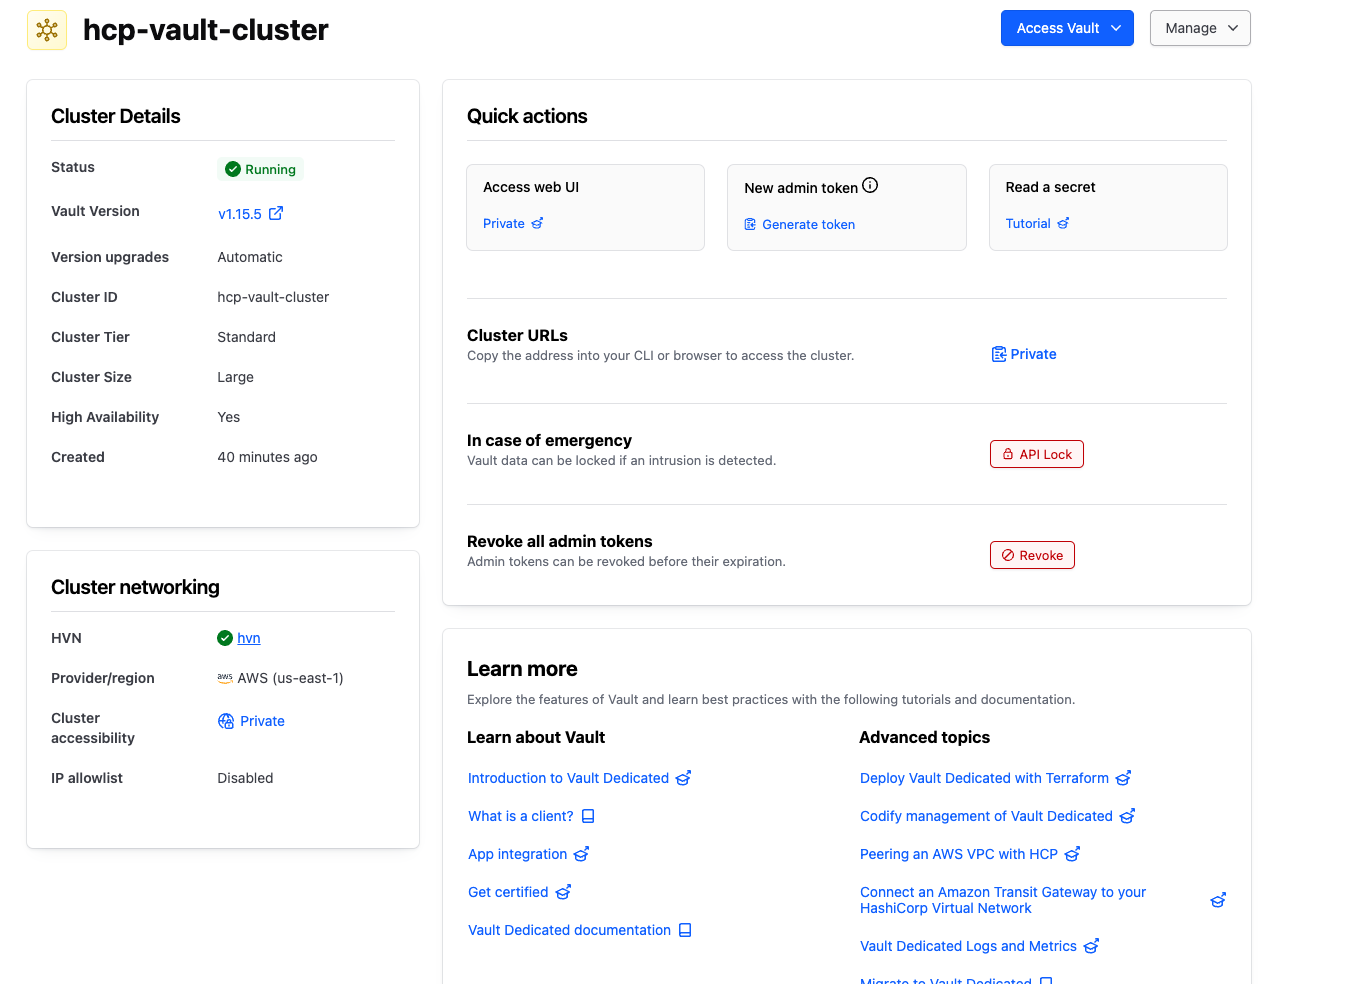 hcp-vault-cluster
Access Vault
Manage
Cluster Details
Status Running
Vault Version v1.15.5
Version upgrades Automatic
Cluster ID hcp-vault-cluster
Cluster Tier Standard
Cluster Size Large
High Availability Yes
Created 40 minutes ago
Cluster networking
HVN hvn
Provider/region aws AWS (us-east-1)
Cluster
accessibility Private
IP allowlist Disabled
Quick actions
Access web UI
Private
New admin token
Generate token
Read a secret
Tutorial
Cluster URLs
Copy the address into your CLI or browser to access the cluster.
Private
In case of emergency
Vault data can be locked if an intrusion is detected.
API Lock
Revoke all admin tokens
Admin tokens can be revoked before their expiration.
Revoke
Learn more
Explore the features of Vault and learn best practices with the following tutorials and documentation.
Learn about Vault
Introduction to Vault Dedicated
What is a client?
App integration
Get certified
Vault Dedicated documentation
Advanced topics
Deploy Vault Dedicated with Terraform
Codify management of Vault Dedicated
Peering an AWS VPC with HCP
Connect an Amazon Transit Gateway to your
HashiCorp Virtual Network
Vault Dedicated Logs and Metrics
Migrate to Vault Dedicated